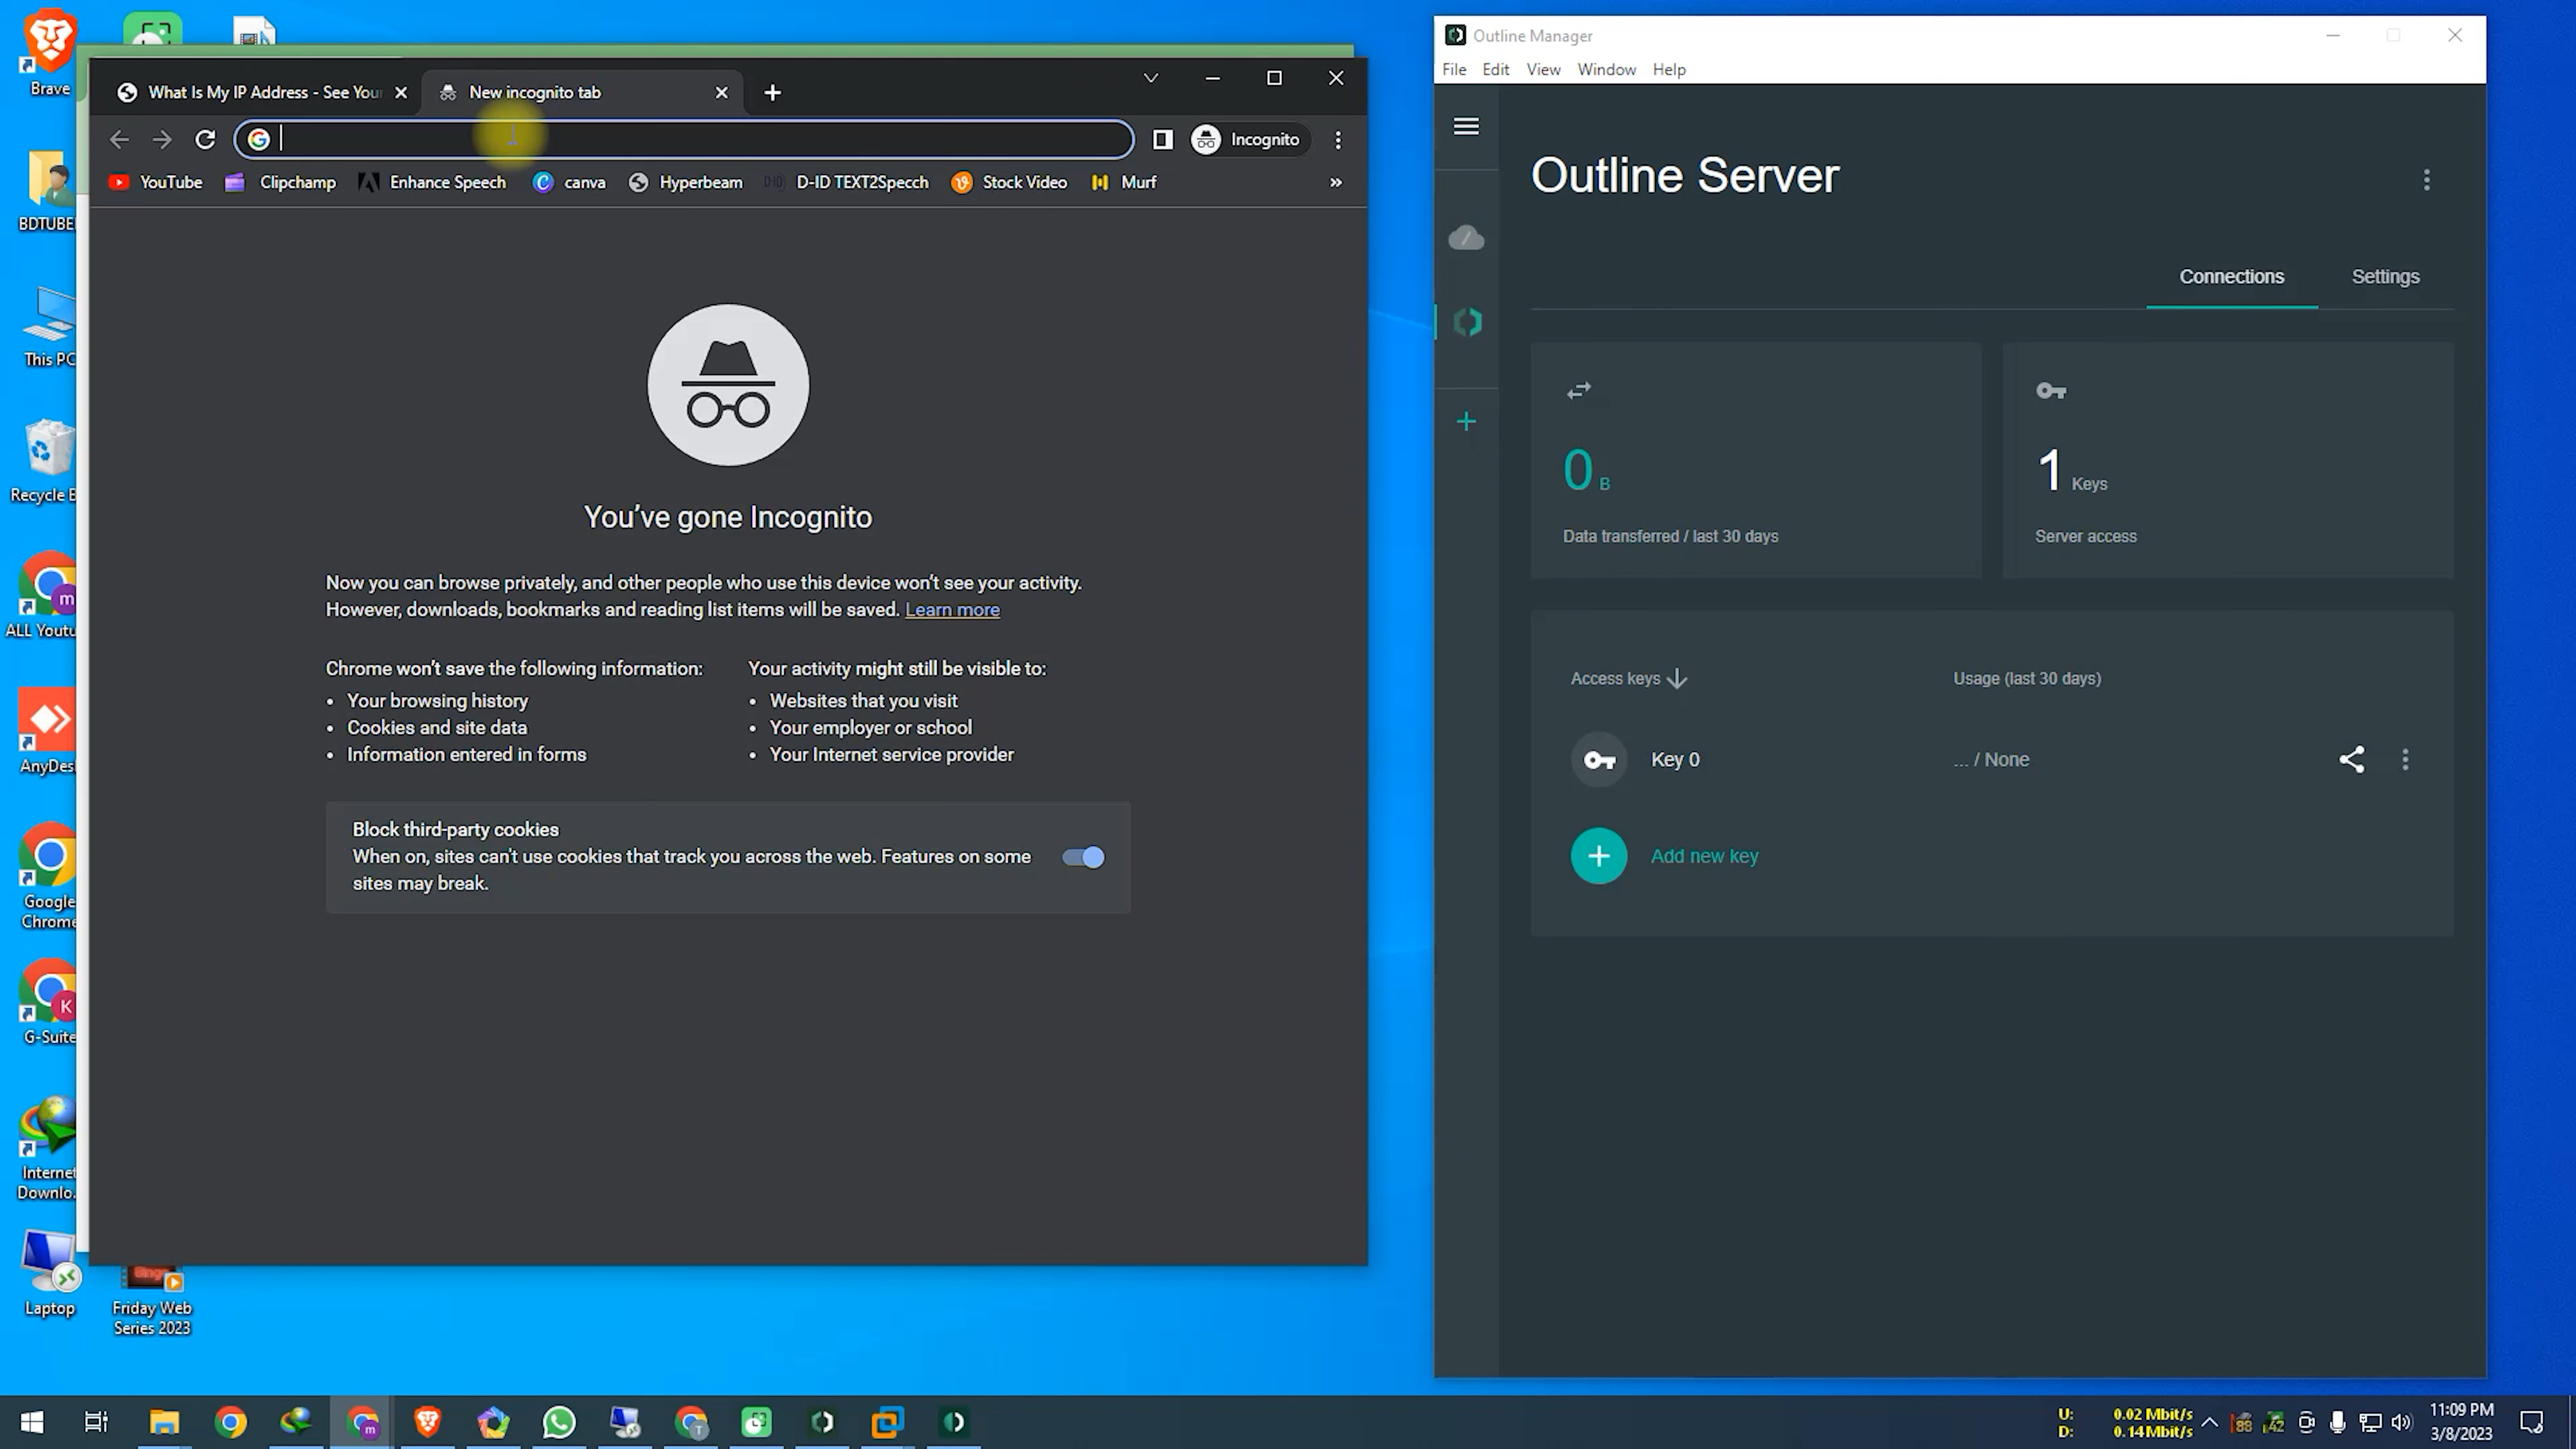 Brave
BDTUBE
This PC
Recycle B
ALL Youtu
m
AnyDes
Google
Chrome
K
G-Suite
Internet
Downlo...
Laptop
Friday Web
Series 2023
What Is My IP Address - See You
New incognito tab
Incognito
YouTube
Clipchamp
Enhance Speech
canva
Hyperbeam
D-ID TEXT2Specch
Stock Video
Murf
»
You've gone Incognito
Now you can browse privately, and other people who use this device won't see your activity.
However, downloads, bookmarks and reading list items will be saved. Learn more
Chrome won't save the following information:
• Your browsing history
• Cookies and site data
• Information entered in forms
Your activity might still be visible to:
• Websites that you visit
• Your employer or school
• Your Internet service provider
Block third-party cookies
When on, sites can't use cookies that track you across the web. Features on some
sites may break.
Outline Manager
File Edit View Window Help
Outline Server
Connections
Settings
0 B
Data transferred / last 30 days
1 Keys
Server access
Access keys
Usage (last 30 days)
Key 0
... / None
Add new key
m
T
U: 0.02 Mbit/s
D: 0.14Mbit/s
88
42
11:09 PM
3/8/2023